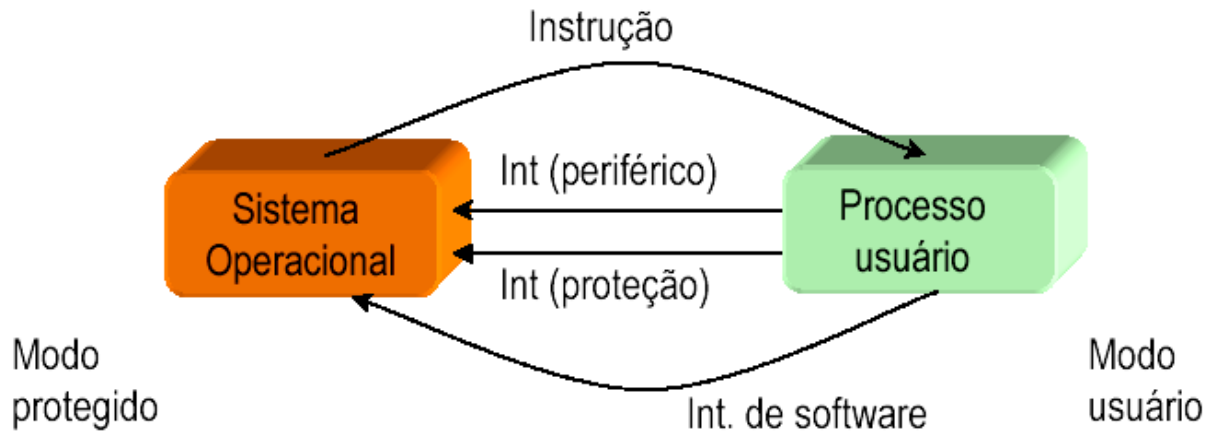 Instrução
Int (periférico)
Sistema
Operacional
Processo
usuário
Int (proteção)
Modo
protegido
Modo
usuário
Int. de software